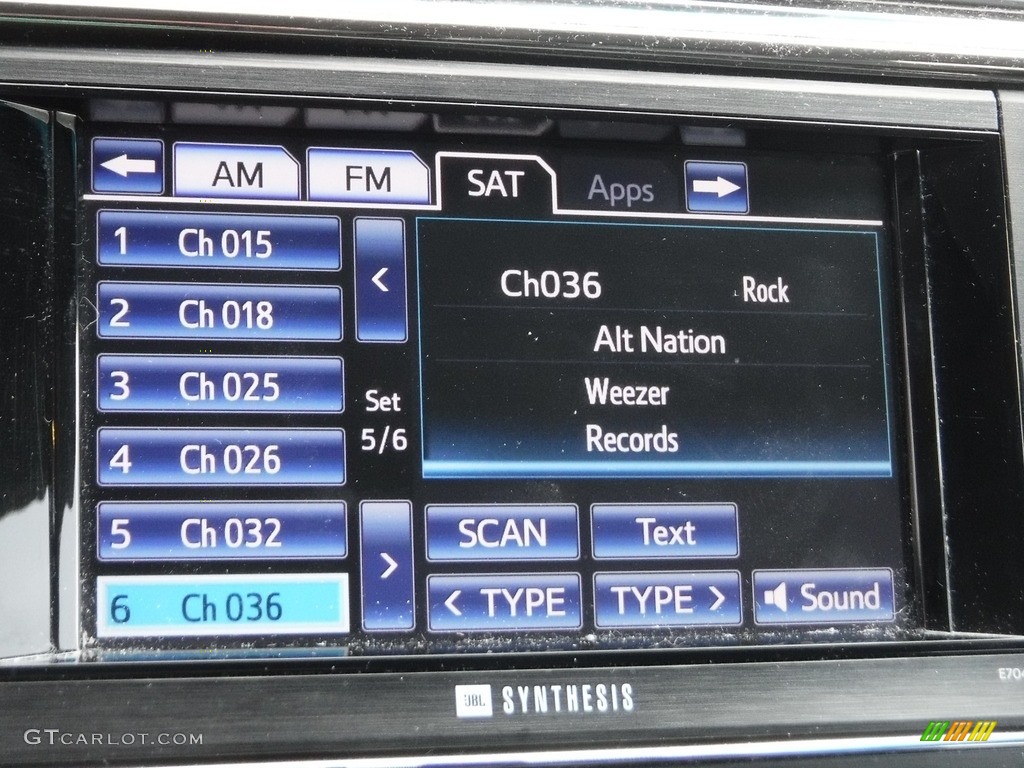 AM FM SAT Apps
1 Ch 015
2 Ch 018
3 Ch 025
4 Ch 026
5 Ch 032
6 Ch 036
<
Set
5/6
>
Ch036 Rock
Alt Nation
Weezer
Records
SCAN Text
< TYPE TYPE > Sound
JBL SYNTHESIS
GTCARLOT.COM